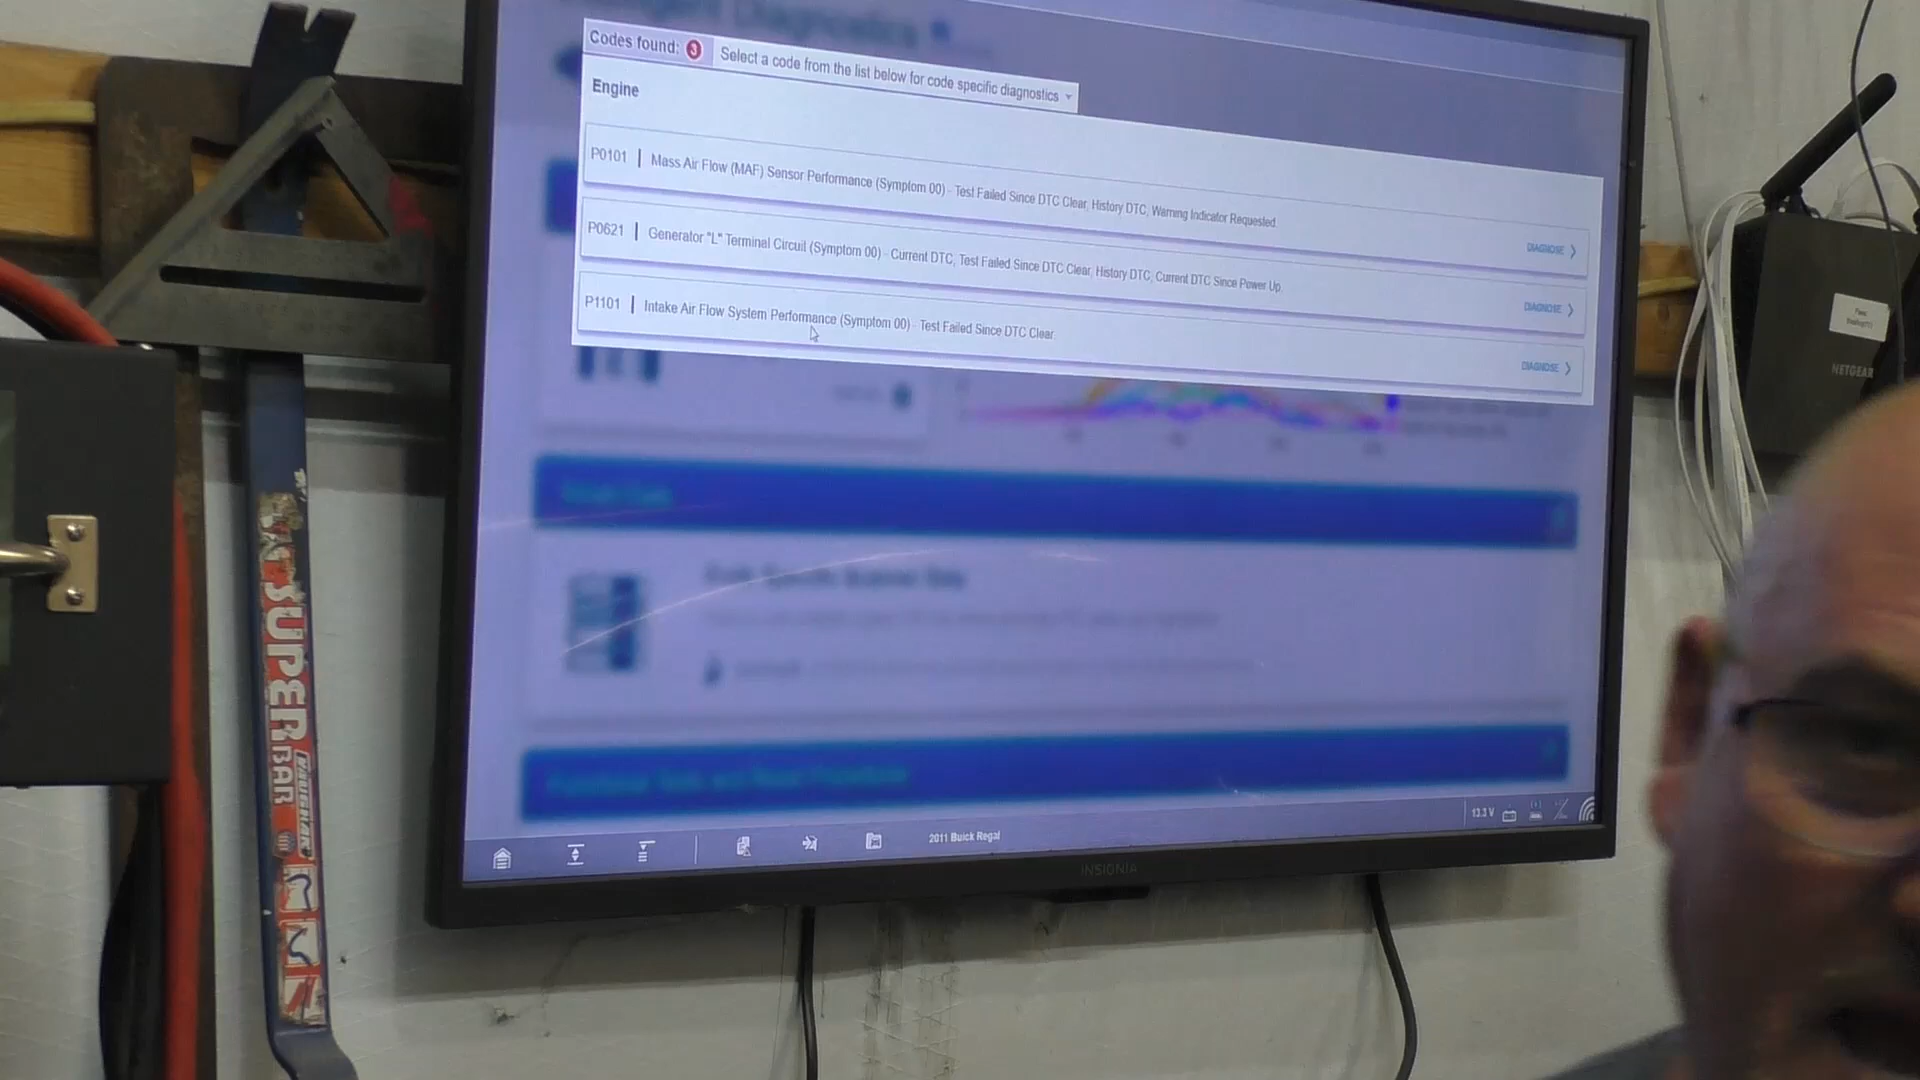 Diagnostics
Codes found: 3 Select a code from the list below for code specific diagnostics
Engine
P0101 | Mass Air Flow (MAF) Sensor Performance (Symptom 00) - Test Failed Since DTC Clear, History DTC, Warning Indicator Requested
DIAGNOSE
P0621 | Generator "L" Terminal Circuit (Symptom 00) - Current DTC, Test Failed Since DTC Clear, History DTC, Current DTC Since Power Up,
DIAGNOSE
P1101 | Intake Air Flow System Performance (Symptom 00) - Test Failed Since DTC Clear
DIAGNOSE
2011 Buick Regal
13.3 V
INSIGNIA
SUPER
BAR
VAUGHAN
NETGEAR